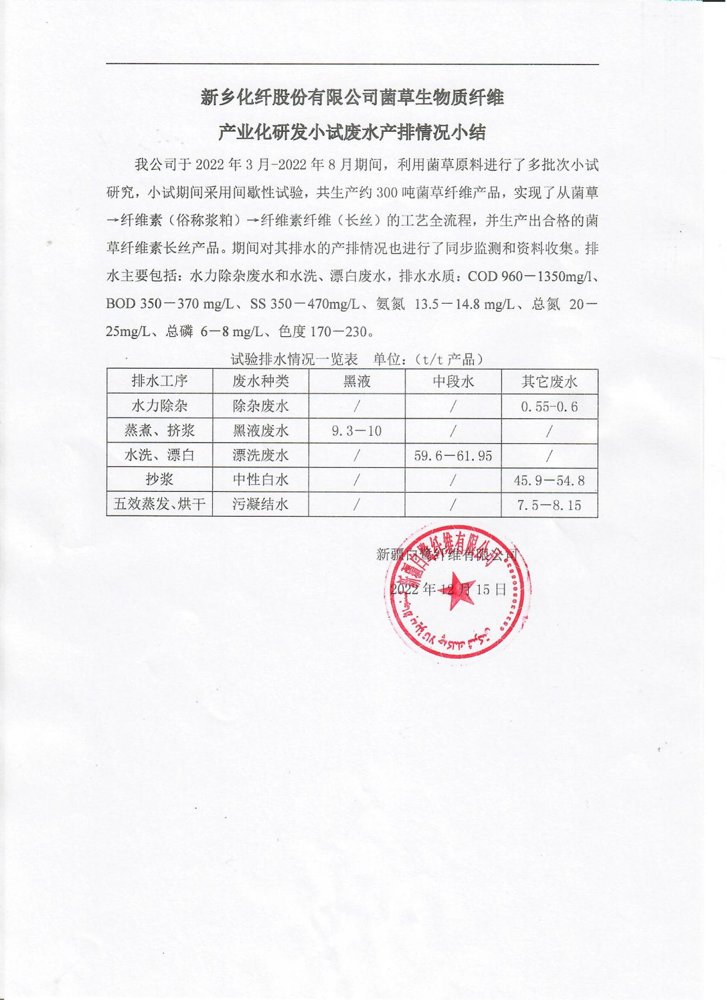 新乡化纤股份有限公司菌草生物质纤维
产业化研发小试废水产排情况小结
我公司于 2022 年 3 月-2022 年 8 月期间，利用菌草原料进行了多批次小试
研究，小试期间采用间歇性试验，共生产约 300 吨菌草纤维产品，实现了从菌草
→纤维素（俗称浆粕）→纤维素纤维（长丝）的工艺全流程，并生产出合格的菌
草纤维素长丝产品。期间对其排水的产排情况也进行了同步监测和资料收集。排
水主要包括：水力除杂废水和水洗、漂白废水，排水水质：COD 960－1350mg/l、
BOD 350－370 mg/L、SS 350－470mg/L、氨氮 13.5－14.8 mg/L、总氮 20－
25mg/L、总磷 6－8 mg/L、色度 170－230。
试验排水情况一览表 单位：（t/t 产品）
排水工序 废水种类 黑液 中段水 其它废水
水力除杂 除杂废水 / / 0.55-0.6
蒸煮、挤浆 黑液废水 9.3－10 / /
水洗、漂白 漂洗废水 / 59.6－61.95 /
抄浆 中性白水 / / 45.9－54.8
五效蒸发、烘干 污凝结水 / / 7.5－8.15
新疆白鹭纤维有限公司
2022 年 12 月 15 日
新疆白鹭纤维有限公司